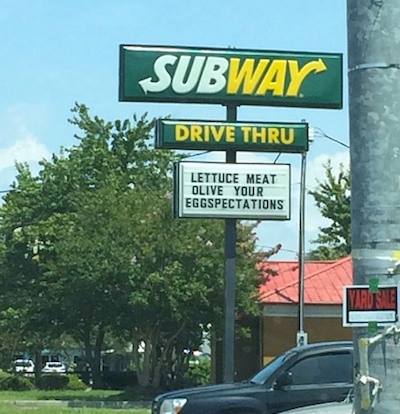 SUBWAY
DRIVE THRU
LETTUCE MEAT
OLIVE YOUR
EGGSPECTATIONS
YARD SALE